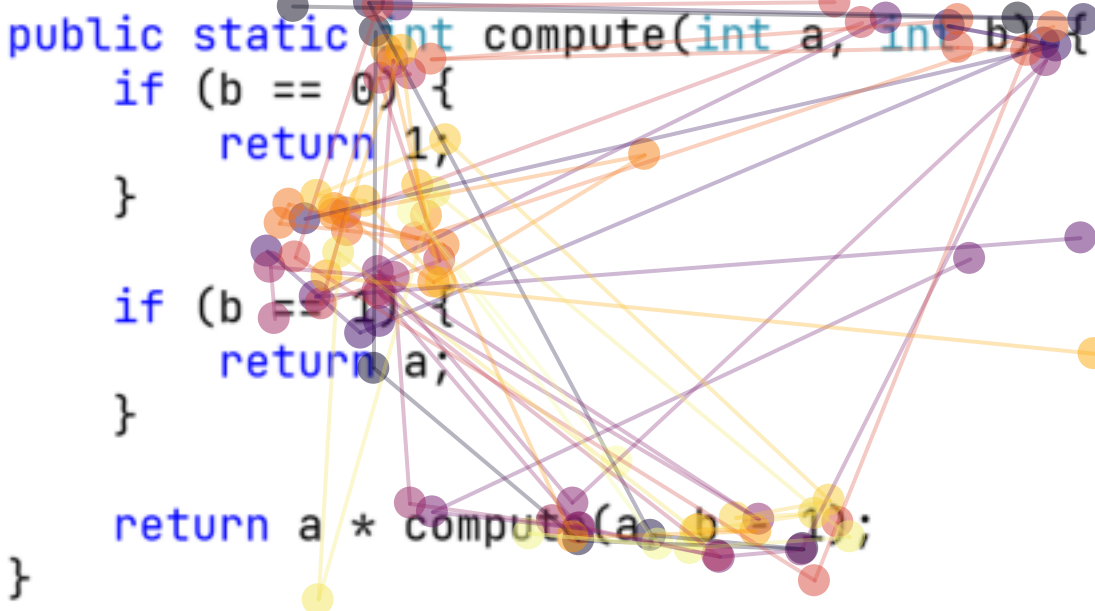 public static int compute(int a, int b) {
if (b == 0) {
return 1;
}
if (b == 1) {
return a;
}
return a * compute(a, b - 1);
}